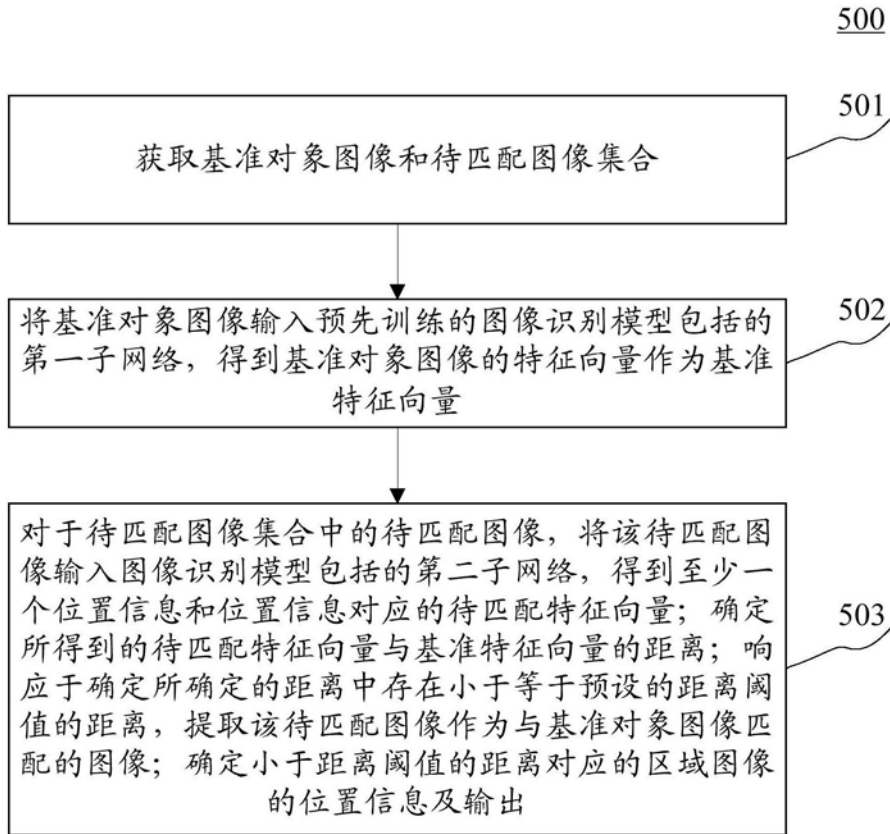 500
501
获取基准对象图像和待匹配图像集合
502
将基准对象图像输入预先训练的图像识别模型包括的
第一子网络，得到基准对象图像的特征向量作为基准
特征向量
503
对于待匹配图像集合中的待匹配图像，将该待匹配图
像输入图像识别模型包括的第二子网络，得到至少一
个位置信息和位置信息对应的待匹配特征向量；确定
所得到的待匹配特征向量与基准特征向量的距离；响
应于确定所确定的距离中存在小于等于预设的距离阈
值的距离，提取该待匹配图像作为与基准对象图像匹
配的图像；确定小于距离阈值的距离对应的区域图像
的位置信息及输出